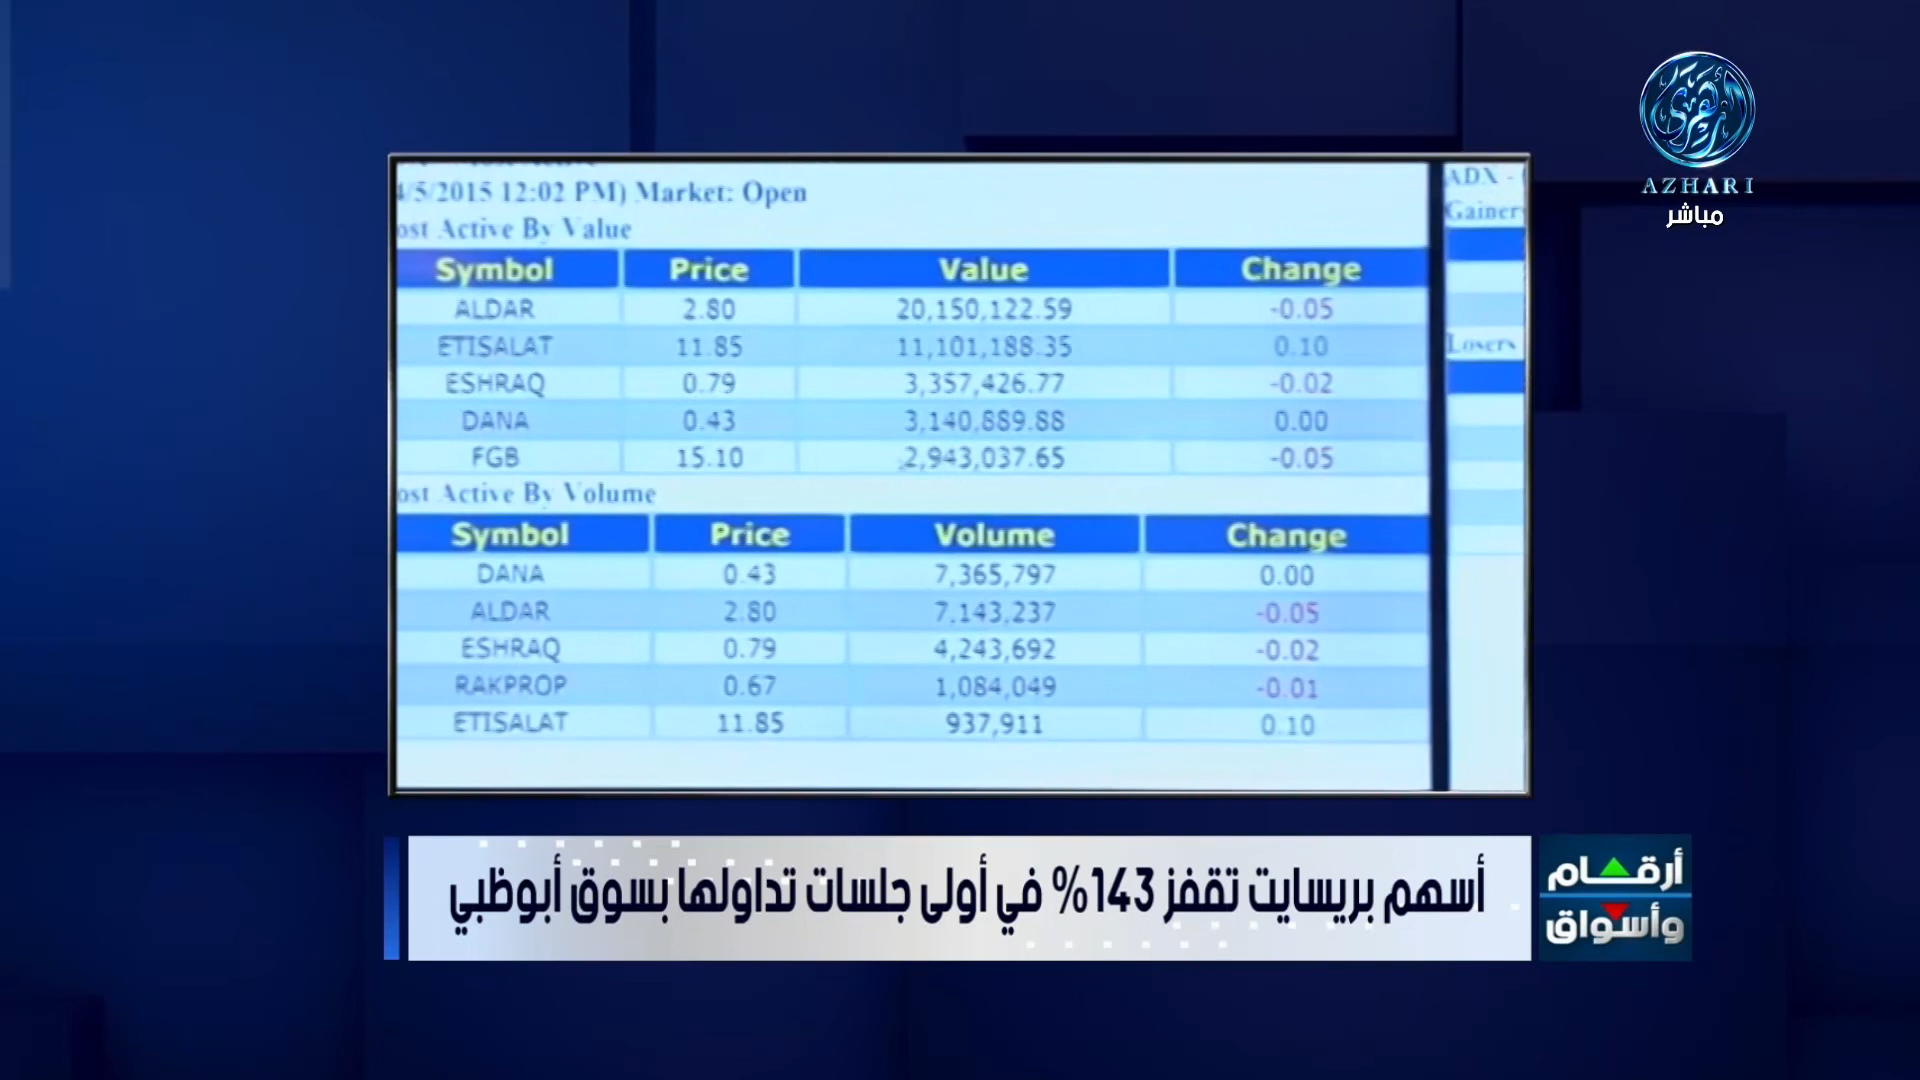 AZHARI
مباشر
4/5/2015 12:02 PM) Market: Open
ost Active By Value
Symbol Price Value Change
ALDAR 2.80 20,150,122.59 -0.05
ETISALAT 11.85 11,101,188.35 0.10
ESHRAQ 0.79 3,357,426.77 -0.02
DANA 0.43 3,140,889.88 0.00
FGB 15.10 2,943,037.65 -0.05
ost Active By Volume
Symbol Price Volume Change
DANA 0.43 7,365,797 0.00
ALDAR 2.80 7,143,237 -0.05
ESHRAQ 0.79 4,243,692 -0.02
RAKPROP 0.67 1,084,049 -0.01
ETISALAT 11.85 937,911 0.10
ADX -
Gainers
Losers
أسهم بريسايت تقفز 143% في أولى جلسات تداولها بسوق أبوظبي
أرقام
وأسواق